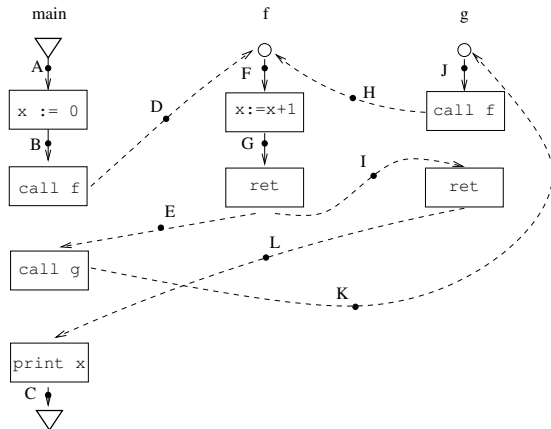 main f g
A
F
J
x := 0
D
x:=x+1
H
call f
B
G
call f
ret
I
ret
E
L
call g
K
print x
C